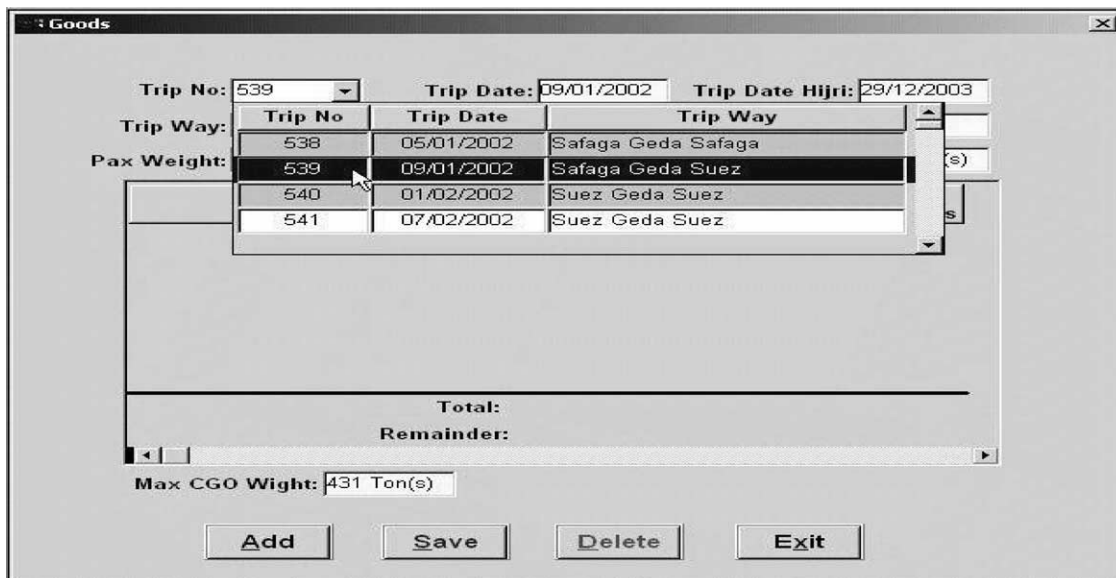 Goods
Trip No: 539 Trip Date: 09/01/2002 Trip Date Hijri: 29/12/2003
Trip Way:
Trip No Trip Date Trip Way
538 05/01/2002 Safaga Geda Safaga
Pax Weight: (s)
539 09/01/2002 Safaga Geda Suez
540 01/02/2002 Suez Geda Suez
s
541 07/02/2002 Suez Geda Suez
Total:
Remainder:
Max CGO Wight: 431 Ton(s)
Add Save Delete Exit